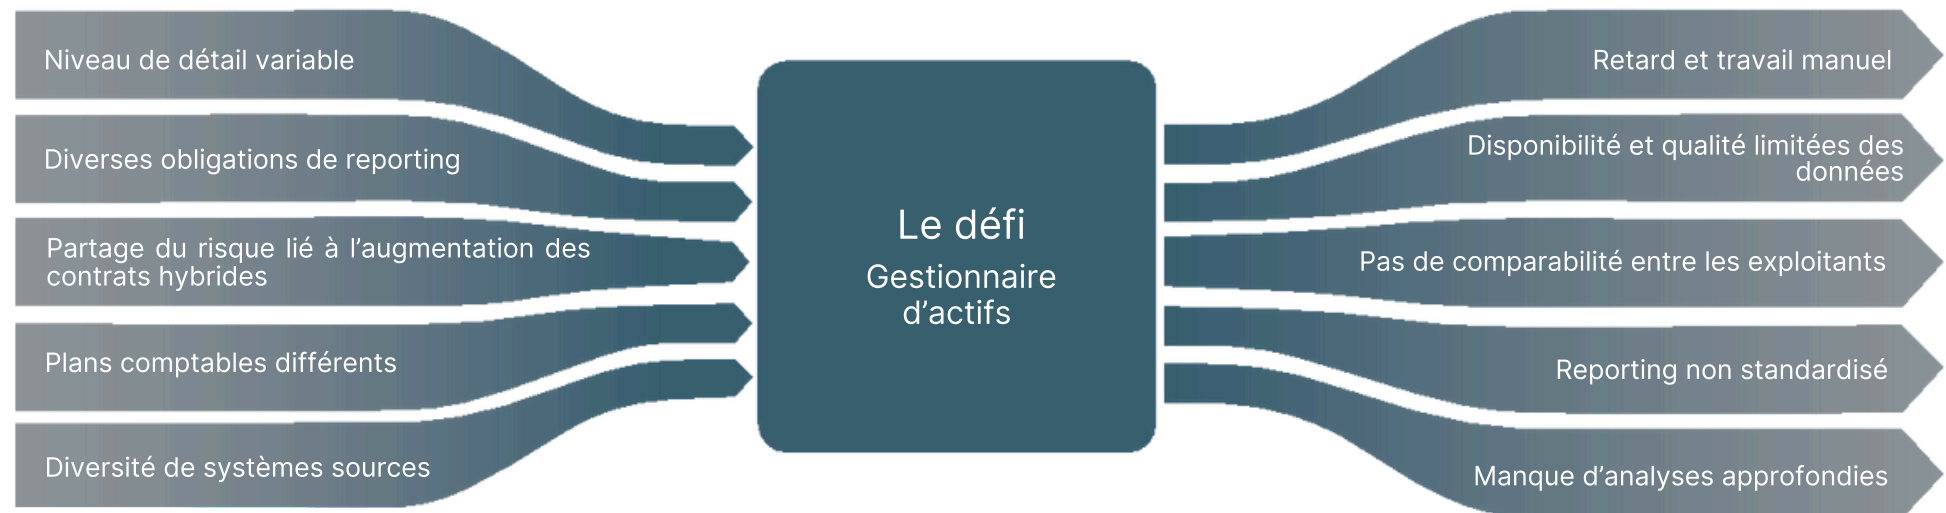 Niveau de détail variable
Diverses obligations de reporting
Partage du risque lié à l’augmentation des
contrats hybrides
Plans comptables différents
Diversité de systèmes sources
Le défi
Gestionnaire
d’actifs
Retard et travail manuel
Disponibilité et qualité limitées des
données
Pas de comparabilité entre les exploitants
Reporting non standardisé
Manque d’analyses approfondies